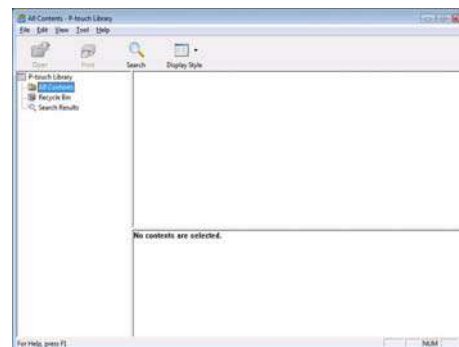 All Contents - P-touch Library
File Edit View Tool Help
Open Print Search Display Style
P-touch Library
All Contents
Recycle Bin
Search Results
No contents are selected.
For Help, press F1
NUM